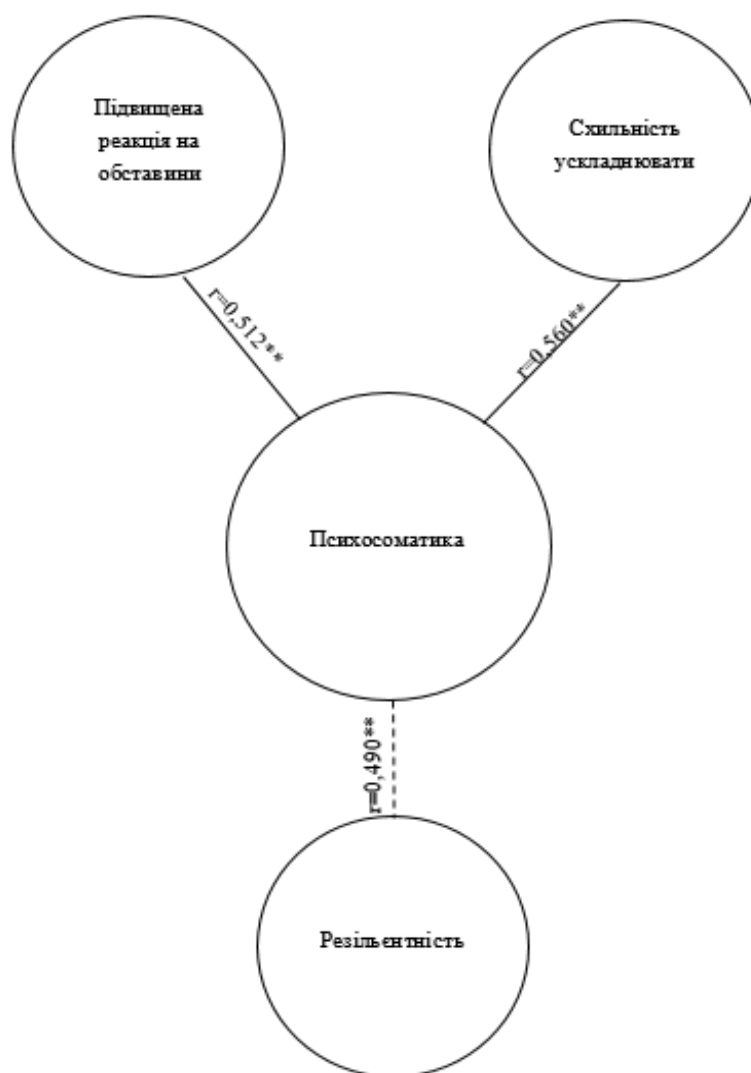 Підвищена
реакція на
обставини
Схильність
ускладнювати
r=0,512**
r=0,560**
Психосоматика
r=0,490**
Резільєнтність